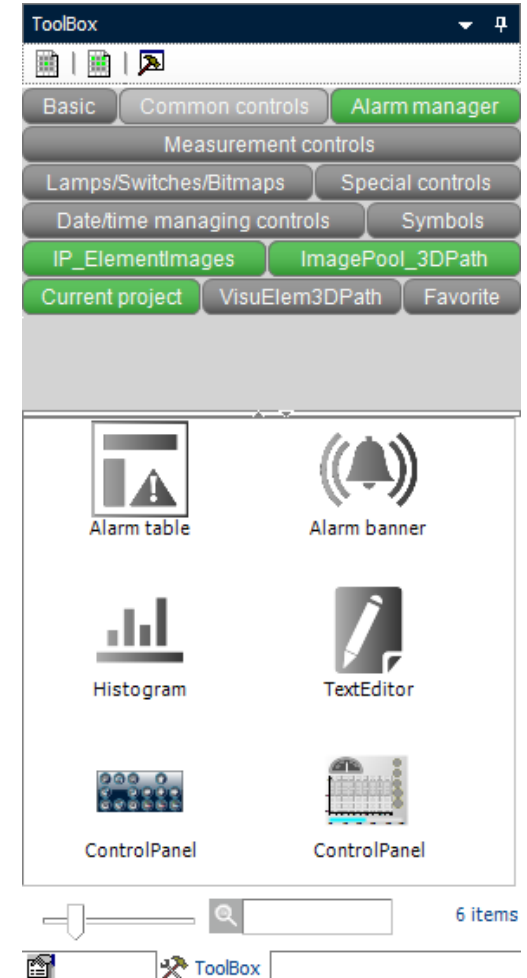 ToolBox
Basic Common controls Alarm manager
Measurement controls
Lamps/Switches/Bitmaps Special controls
Date/time managing controls Symbols
IP_ElementImages ImagePool_3DPath
Current project VisuElem3DPath Favorite
Alarm table Alarm banner
Histogram TextEditor
ControlPanel ControlPanel
6 items
ToolBox